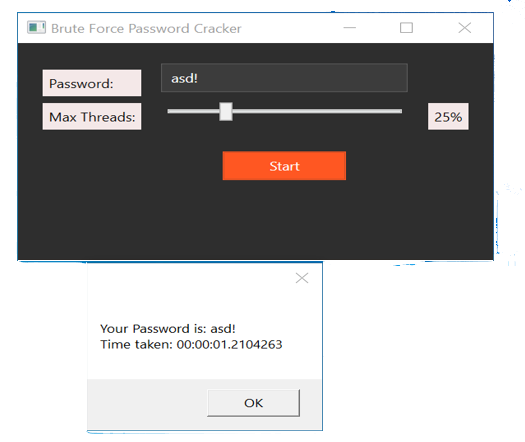 Brute Force Password Cracker
Password: asd!
Max Threads: 25%
Start
Your Password is: asd!
Time taken: 00:00:01.2104263
OK